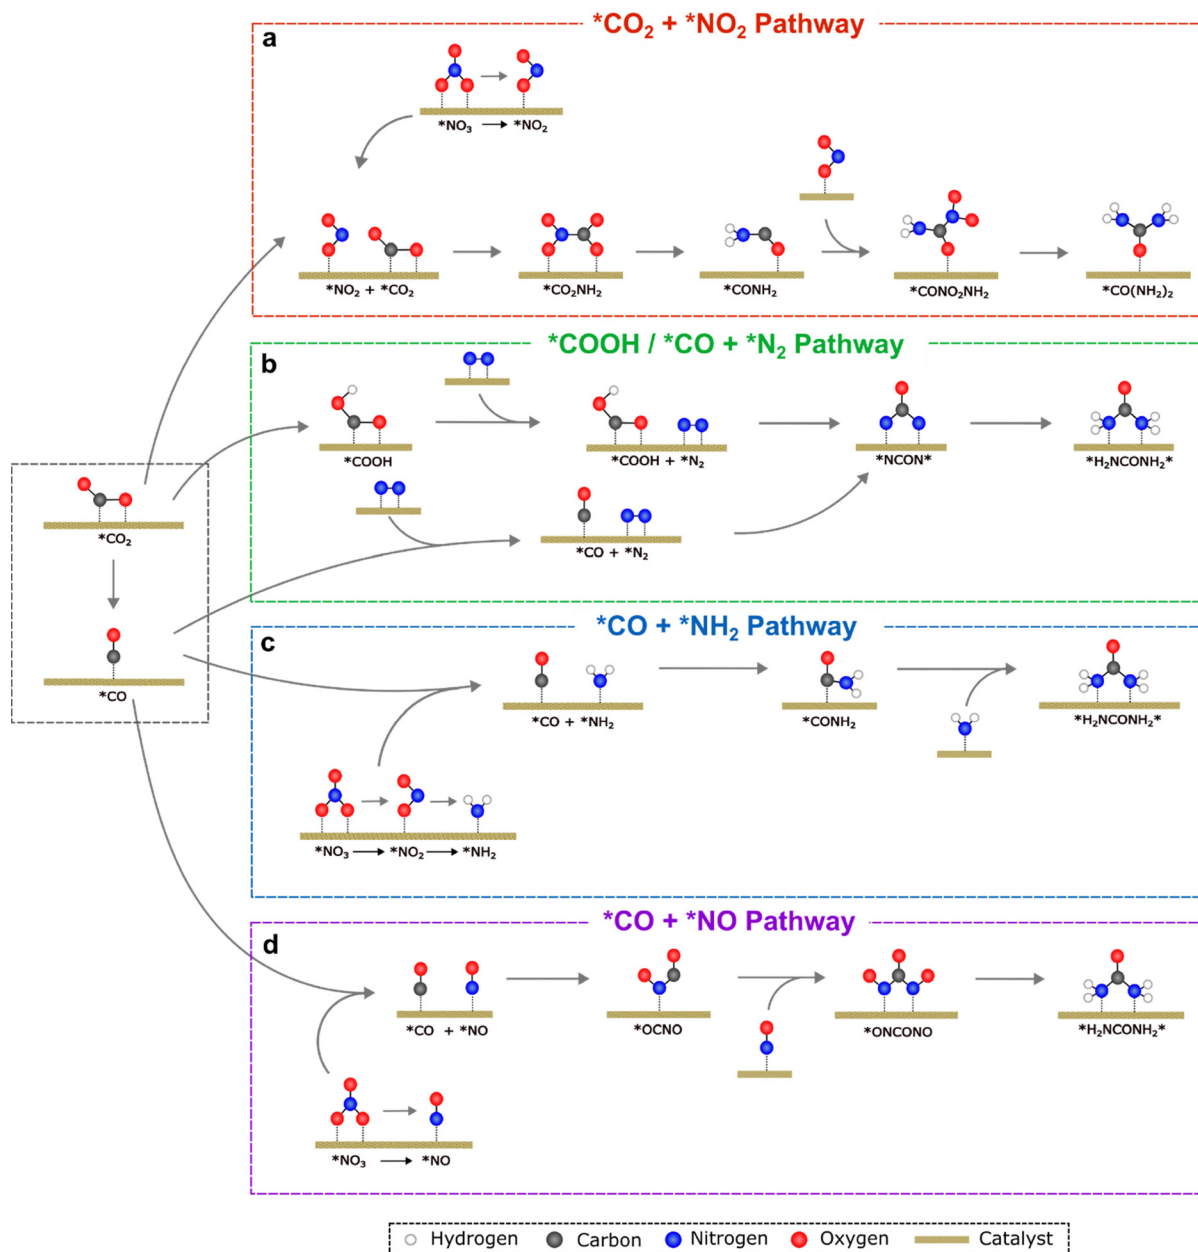 *CO₂ + *NO₂ Pathway
a
*NO₃ → *NO₂
*NO₂ + *CO₂
*CO₂NH₂
*CONH₂
*CONO₂NH₂
*CO(NH₂)₂
*COOH / *CO + *N₂ Pathway
b
*COOH
*COOH + *N₂
*NCON*
*H₂NCONH₂*
*CO + *N₂
*CO₂
*CO
*CO + *NH₂ Pathway
c
*CO + *NH₂
*CONH₂
*H₂NCONH₂*
*NO₃ → *NO₂ → *NH₂
*CO + *NO Pathway
d
*CO + *NO
*OCNO
*ONCONO
*H₂NCONH₂*
*NO₃ → *NO
Hydrogen Carbon Nitrogen Oxygen Catalyst